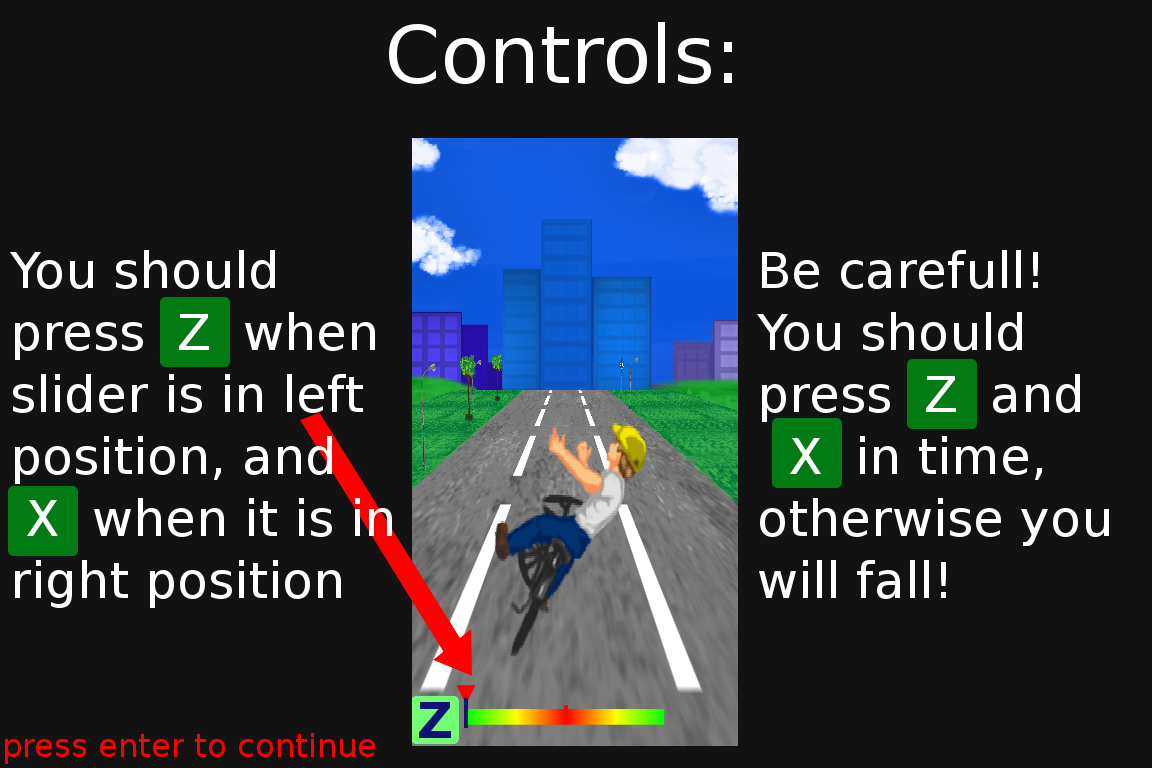 Controls:
You should
press Z when
slider is in left
position, and
X when it is in
right position
Be carefull!
You should
press Z and
X in time,
otherwise you
will fall!
Z
press enter to continue